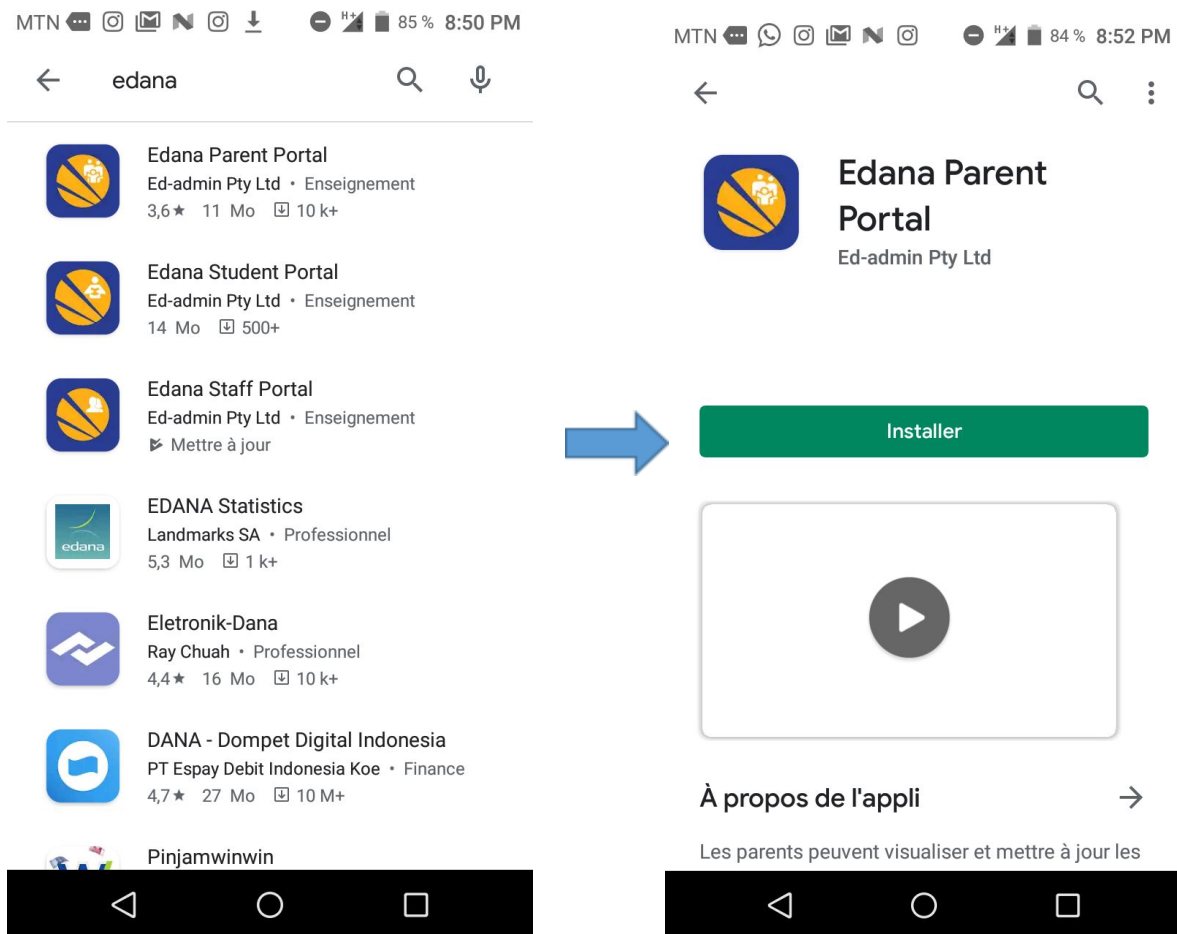 MTN 85 % 8:50 PM
edana
Edana Parent Portal
Ed-admin Pty Ltd • Enseignement
3,6★ 11 Mo 10 k+
Edana Student Portal
Ed-admin Pty Ltd • Enseignement
14 Mo 500+
Edana Staff Portal
Ed-admin Pty Ltd • Enseignement
Mettre à jour
edana
EDANA Statistics
Landmarks SA • Professionnel
5,3 Mo 1 k+
Eletronik-Dana
Ray Chuah • Professionnel
4,4★ 16 Mo 10 k+
DANA - Dompet Digital Indonesia
PT Espay Debit Indonesia Koe • Finance
4,7★ 27 Mo 10 M+
Pinjamwinwin
MTN H+ 84 % 8:52 PM
Edana Parent
Portal
Ed-admin Pty Ltd
Installer
À propos de l'appli
Les parents peuvent visualiser et mettre à jour les